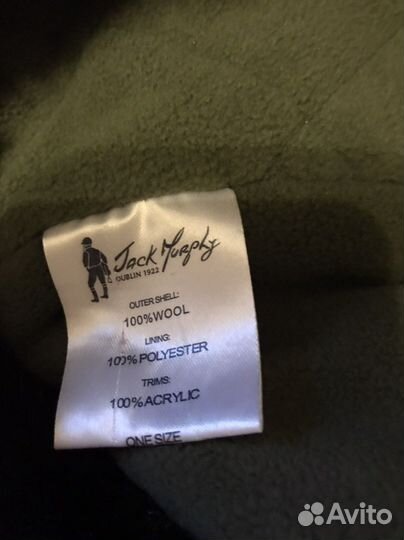 Jack Murphy
DUBLIN 1922
OUTER SHELL:
100%WOOL
LINING:
100%POLYESTER
TRIMS:
100%ACRYLIC
ONE SIZE
Avito